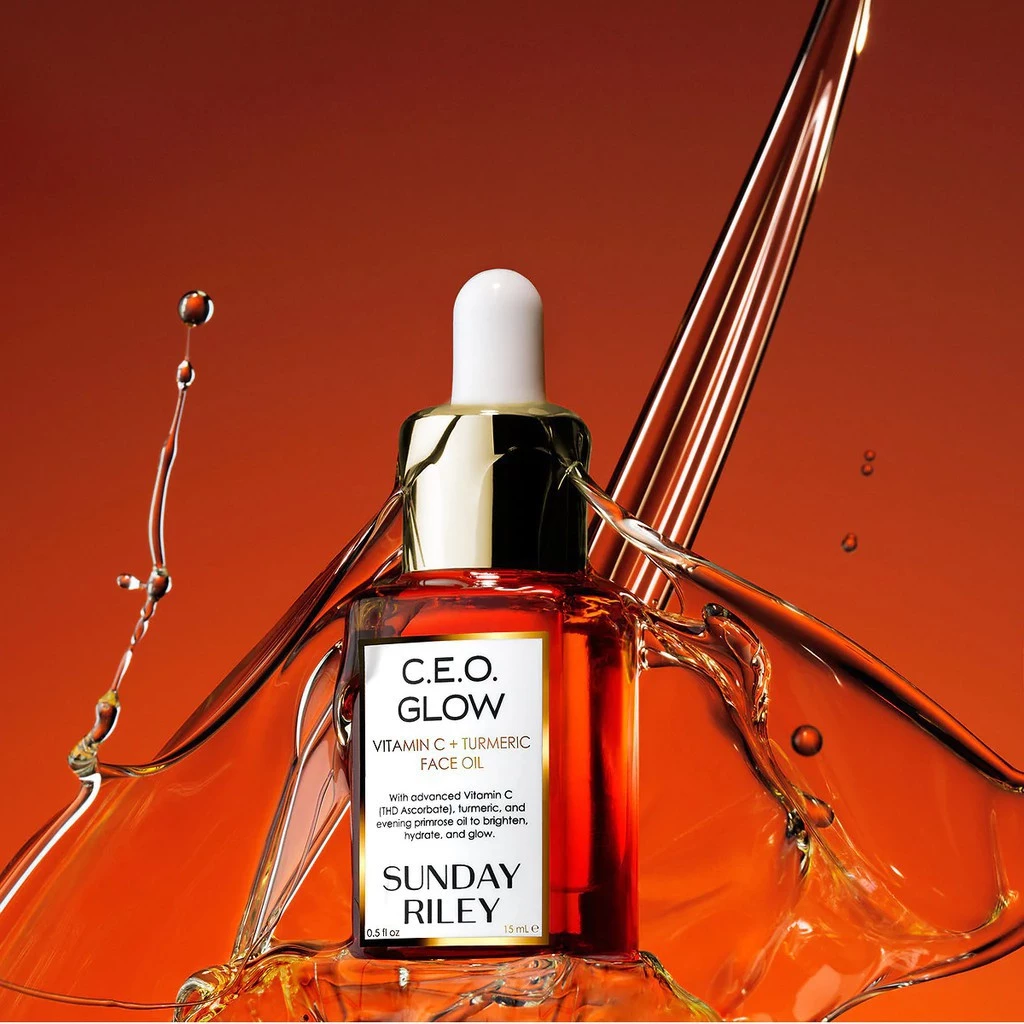 C.E.O.
GLOW
VITAMIN C + TURMERIC
FACE OIL
With advanced Vitamin C
(THD Ascorbate), turmeric, and
evening primrose oil to brighten,
hydrate, and glow.
SUNDAY
RILEY
0.5 fl oz 15 mL ℮